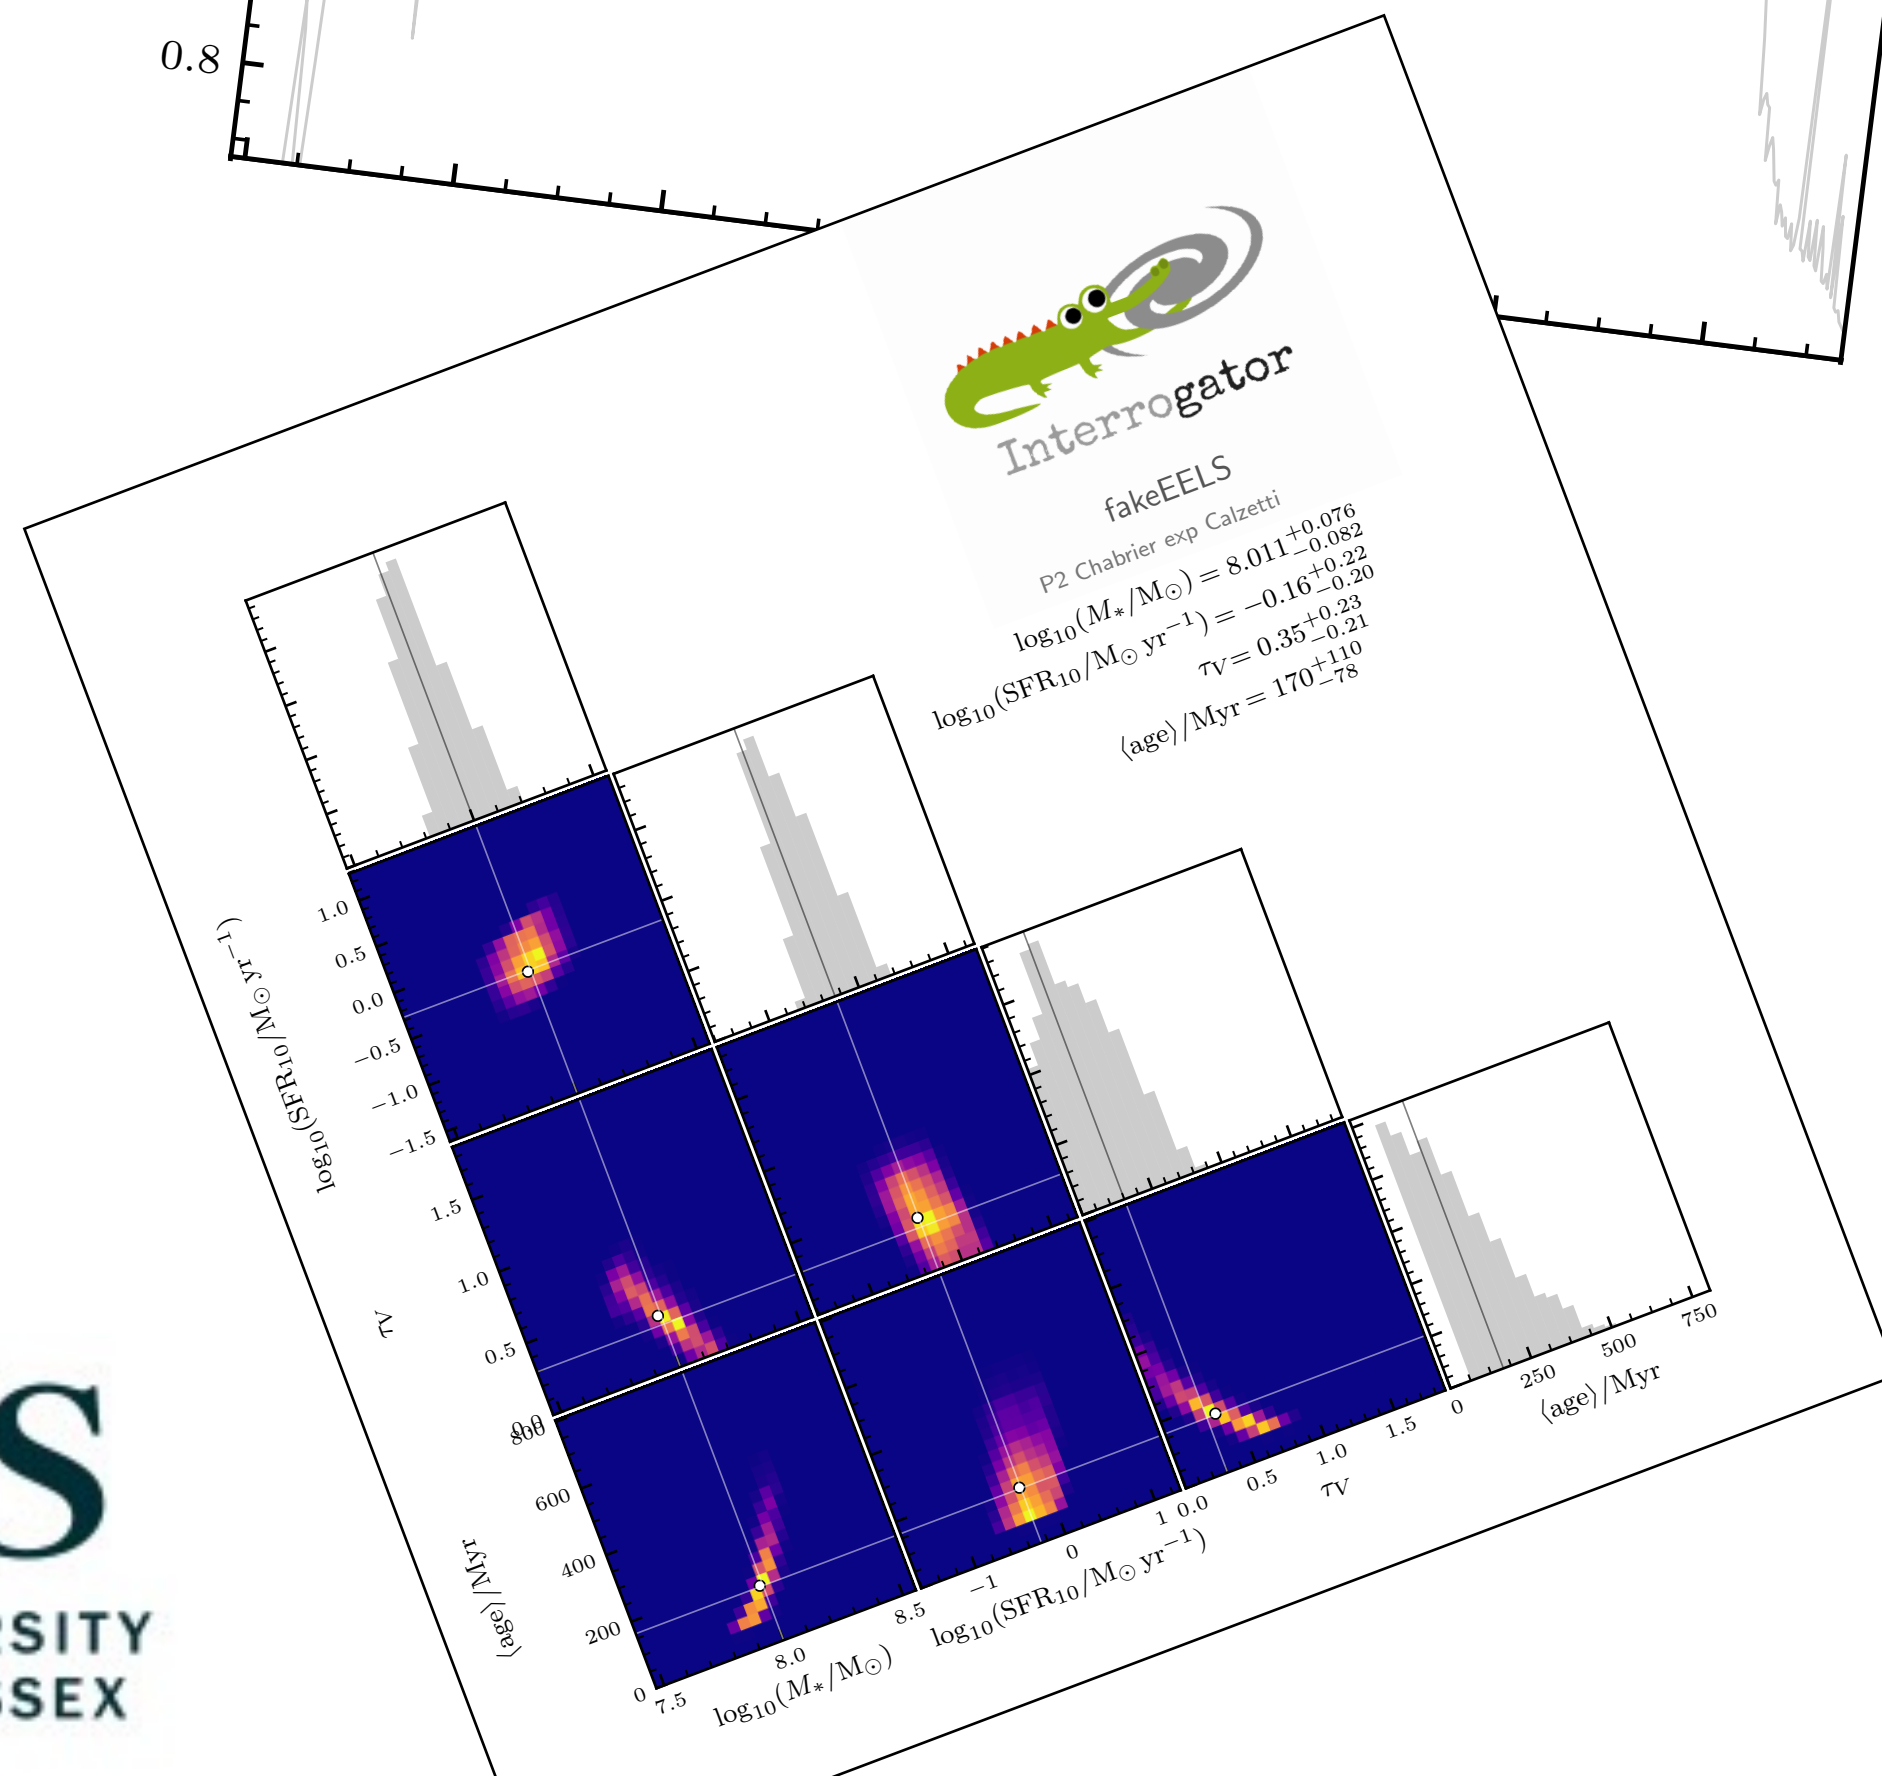 0.8
Interrogator
fakeEELS
P2 Chabrier exp Calzetti
log₁₀(M*/M⊙) = 8.011 +0.076 −0.082
log₁₀(SFR₁₀/M⊙ yr⁻¹) = −0.16 +0.22 −0.20
τV = 0.35 +0.23 −0.21
⟨age⟩/Myr = 170 +110 −78
log₁₀(SFR₁₀/M⊙ yr⁻¹)
1.0
0.5
0.0
−0.5
−1.0
−1.5
τV
1.5
1.0
0.5
0.0
⟨age⟩/Myr
800
600
400
200
0
7.5 8.0 8.5
log₁₀(M*/M⊙)
−1 0 1
log₁₀(SFR₁₀/M⊙ yr⁻¹)
0.0 0.5 1.0 1.5
τV
0 250 500 750
⟨age⟩/Myr
S
RSITY
SSEX